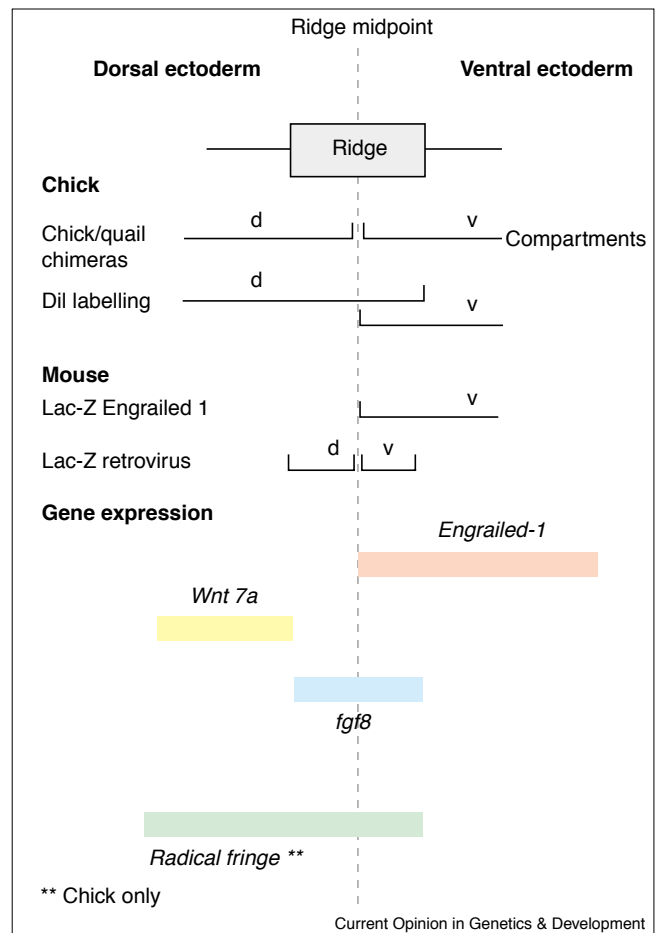 Ridge midpoint
Dorsal ectoderm Ventral ectoderm
Ridge
Chick
Chick/quail chimeras d v Compartments
DiI labelling d v
Mouse
Lac-Z Engrailed 1 v
Lac-Z retrovirus d v
Gene expression
Engrailed-1
Wnt 7a
fgf8
Radical fringe **
** Chick only
Current Opinion in Genetics & Development